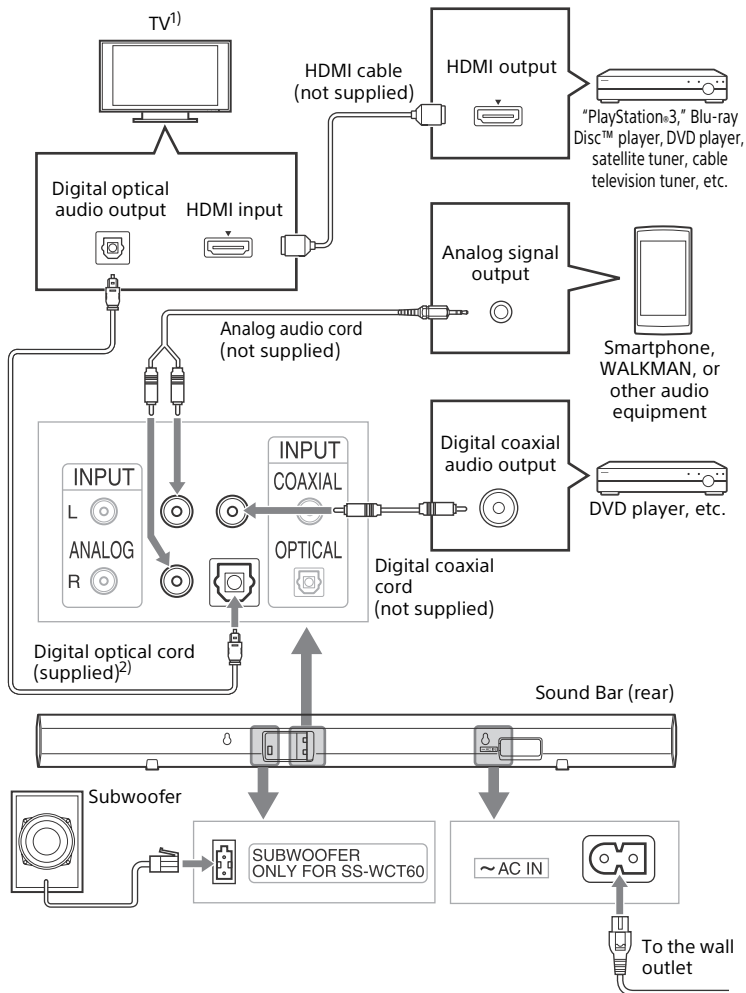 TV1)
HDMI cable
(not supplied)
HDMI output
"PlayStation®3," Blu-ray
Disc™ player, DVD player,
satellite tuner, cable
television tuner, etc.
Digital optical
audio output
HDMI input
Analog signal
output
Analog audio cord
(not supplied)
Smartphone,
WALKMAN, or
other audio
equipment
INPUT
L
ANALOG
R
INPUT
COAXIAL
OPTICAL
Digital coaxial
audio output
DVD player, etc.
Digital coaxial
cord
(not supplied)
Digital optical cord
(supplied)2)
Sound Bar (rear)
Subwoofer
SUBWOOFER
ONLY FOR SS-WCT60
~ AC IN
To the wall
outlet